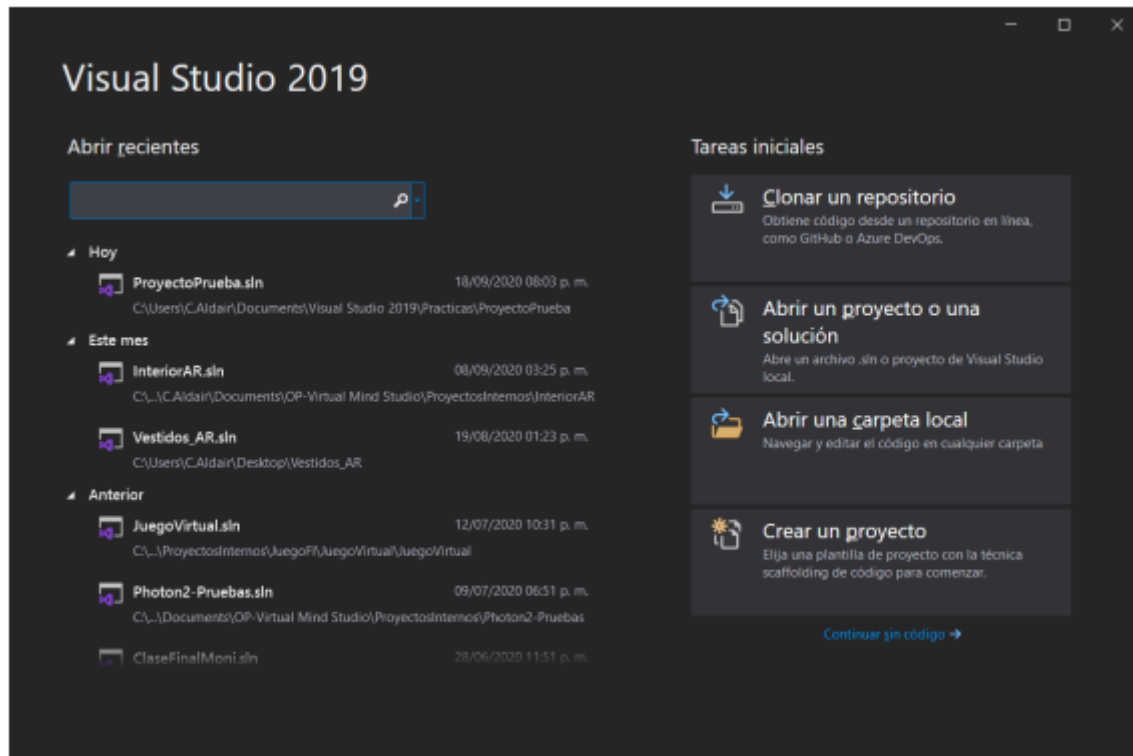 Visual Studio 2019
Abrir recientes
Hoy
ProyectoPrueba.sln 18/09/2020 08:03 p. m.
C:\Users\C.Aldair\Documents\Visual Studio 2019\Practicas\ProyectoPrueba
Este mes
InteriorAR.sln 08/09/2020 03:25 p. m.
C:\...\C.Aldair\Documents\OP-Virtual Mind Studio\ProyectosInternos\InteriorAR
Vestidos_AR.sln 19/08/2020 01:23 p. m.
C:\Users\C.Aldair\Desktop\Vestidos_AR
Anterior
JuegoVirtual.sln 12/07/2020 10:31 p. m.
C:\...\ProyectosInternos\JuegoFI\JuegoVirtual\JuegoVirtual
Photon2-Pruebas.sln 09/07/2020 06:51 p. m.
C:\...\Documents\OP-Virtual Mind Studio\ProyectosInternos\Photon2-Pruebas
ClaseFinalMoni.sln 28/06/2020 11:51 p. m.
Tareas iniciales
Clonar un repositorio
Obtiene código desde un repositorio en línea,
como GitHub o Azure DevOps.
Abrir un proyecto o una
solución
Abre un archivo .sln o proyecto de Visual Studio
local.
Abrir una carpeta local
Navegar y editar el código en cualquier carpeta
Crear un proyecto
Elija una plantilla de proyecto con la técnica
scaffolding de código para comenzar.
Continuar sin código →